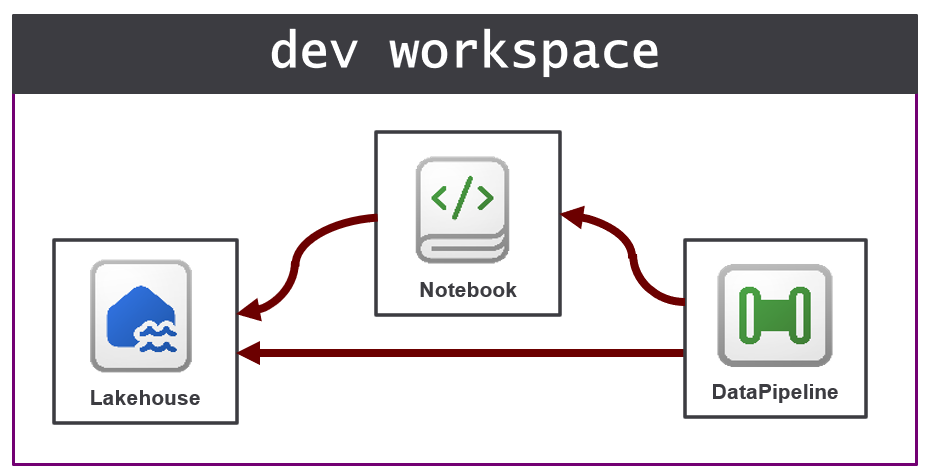 dev workspace
Notebook
Lakehouse
DataPipeline